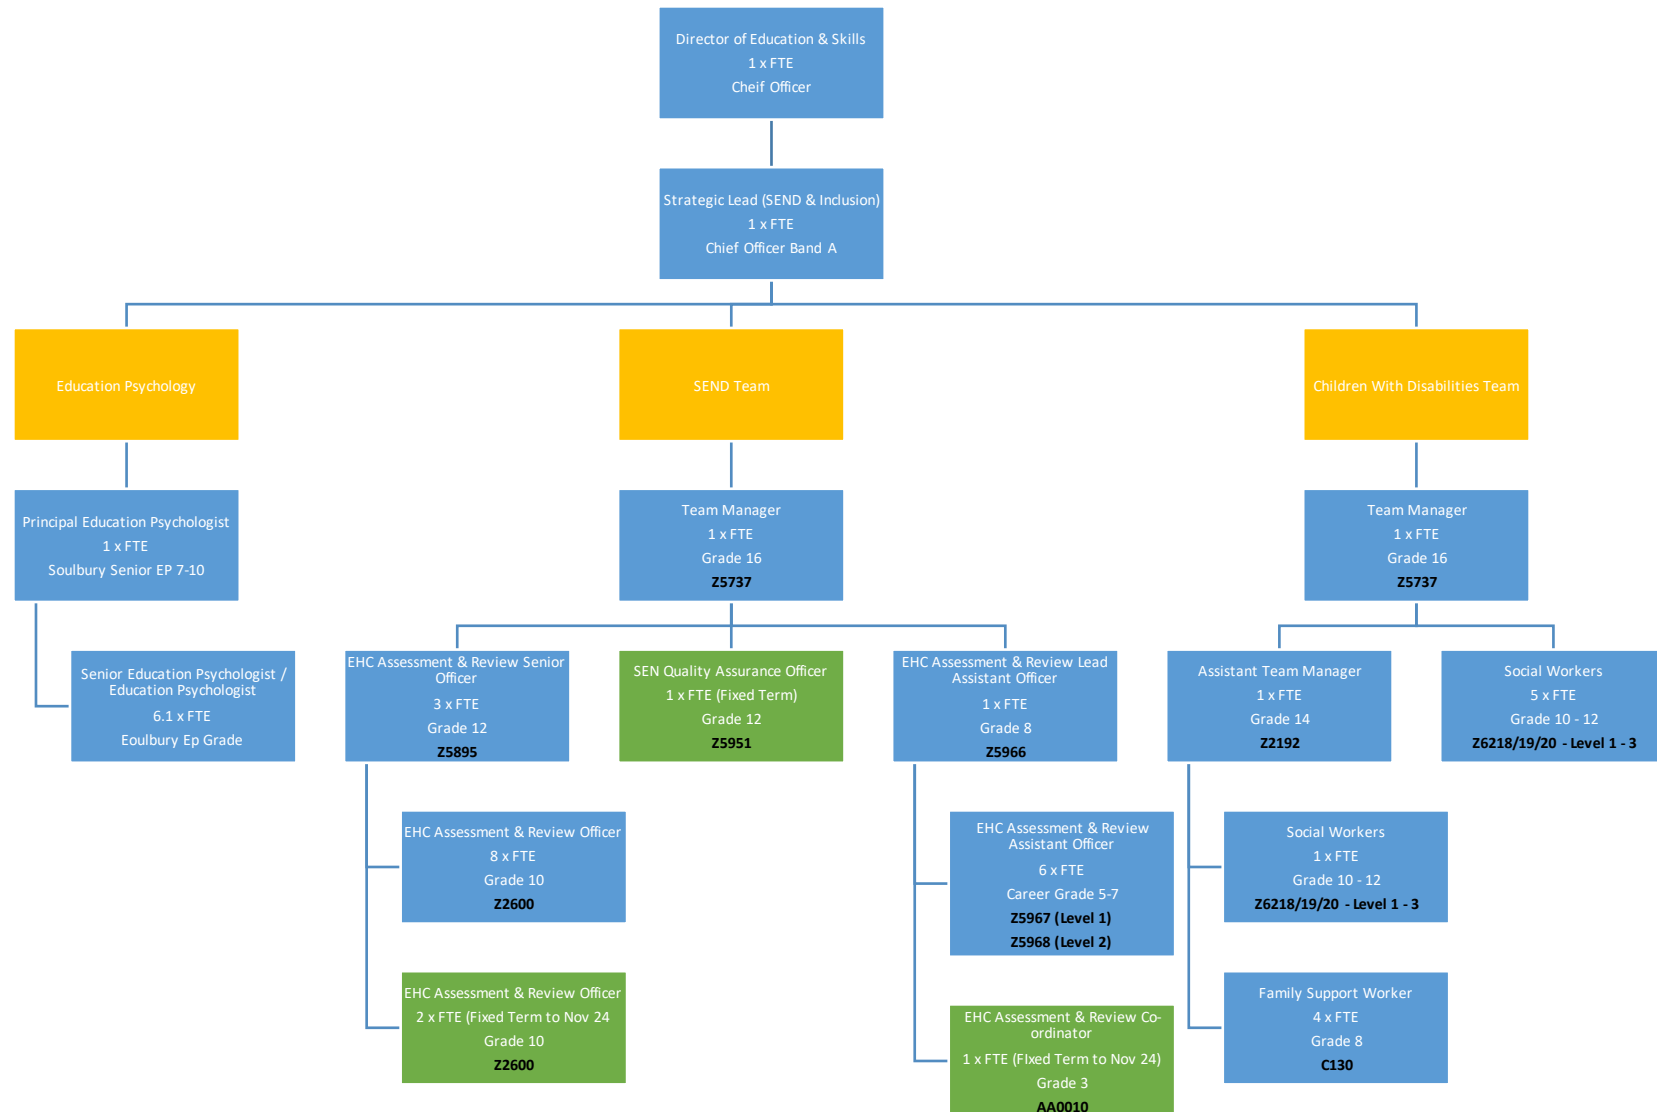 Director of Education & Skills
1 x FTE
Cheif Officer
Strategic Lead (SEND & Inclusion)
1 x FTE
Chief Officer Band A
Education Psychology
SEND Team
Children With Disabilities Team
Principal Education Psychologist
1 x FTE
Soulbury Senior EP 7-10
Team Manager
1 x FTE
Grade 16
Z5737
Team Manager
1 x FTE
Grade 16
Z5737
Senior Education Psychologist /
Education Psychologist
6.1 x FTE
Eoulbury Ep Grade
EHC Assessment & Review Senior
Officer
3 x FTE
Grade 12
Z5895
SEN Quality Assurance Officer
1 x FTE (Fixed Term)
Grade 12
Z5951
EHC Assessment & Review Lead
Assistant Officer
1 x FTE
Grade 8
Z5966
Assistant Team Manager
1 x FTE
Grade 14
Z2192
Social Workers
5 x FTE
Grade 10 - 12
Z6218/19/20 - Level 1 - 3
EHC Assessment & Review Officer
8 x FTE
Grade 10
Z2600
EHC Assessment & Review
Assistant Officer
6 x FTE
Career Grade 5-7
Z5967 (Level 1)
Z5968 (Level 2)
Social Workers
1 x FTE
Grade 10 - 12
Z6218/19/20 - Level 1 - 3
EHC Assessment & Review Officer
2 x FTE (Fixed Term to Nov 24
Grade 10
Z2600
EHC Assessment & Review Co-
ordinator
1 x FTE (FIxed Term to Nov 24)
Grade 3
AA0010
Family Support Worker
4 x FTE
Grade 8
C130